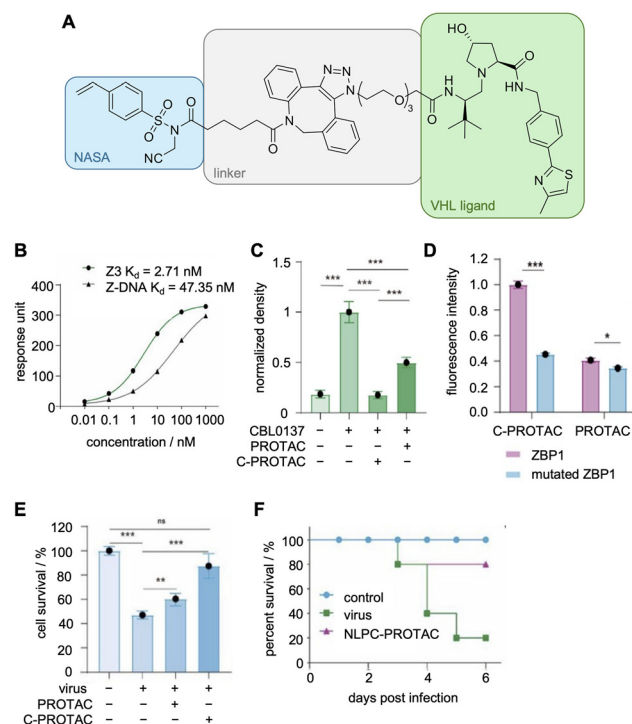 A
HO
N
O
HN
N=N
N
O
3
O
H
N
O
S
O
N
NC
O
O
N
NASA
linker
N
S
VHL ligand
B
Z3 Kd = 2.71 nM
Z-DNA Kd = 47.35 nM
response unit
400
300
200
100
0
0.01 0.1 1 10 100 1000
concentration / nM
C
normalized density
1.5
1.0
0.5
0
***
***
***
***
CBL0137 – + + +
PROTAC – – – +
C-PROTAC – – + –
D
fluorescence intensity
1.4
1.2
1.0
0.8
0.6
0.4
0.2
0.0
***
*
C-PROTAC PROTAC
ZBP1
mutated ZBP1
E
cell survival / %
120
100
80
60
40
20
0
ns
***
***
**
virus – + + +
PROTAC – – + –
C-PROTAC – – – +
F
percent survival / %
100
80
60
40
20
0
control
virus
NLPC-PROTAC
0 2 4 6
days post infection